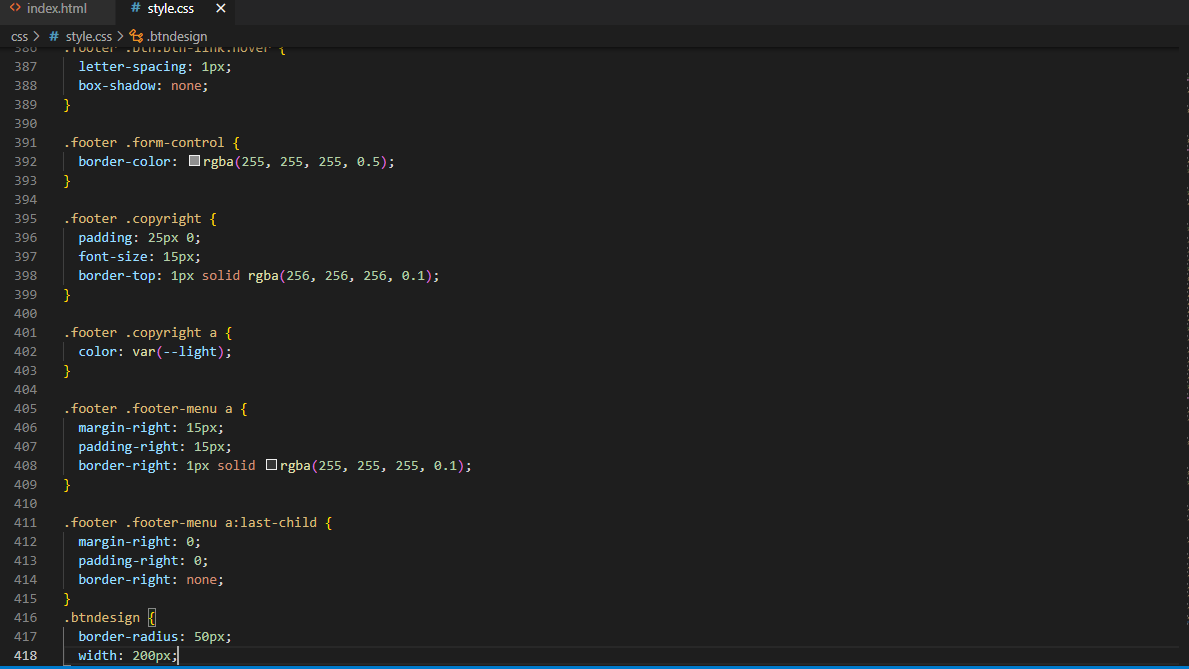 <> index.html
# style.css ×
css > # style.css > .btndesign
386 .footer .btn.btn-link:hover {
387 letter-spacing: 1px;
388 box-shadow: none;
389 }
390
391 .footer .form-control {
392 border-color: rgba(255, 255, 255, 0.5);
393 }
394
395 .footer .copyright {
396 padding: 25px 0;
397 font-size: 15px;
398 border-top: 1px solid rgba(256, 256, 256, 0.1);
399 }
400
401 .footer .copyright a {
402 color: var(--light);
403 }
404
405 .footer .footer-menu a {
406 margin-right: 15px;
407 padding-right: 15px;
408 border-right: 1px solid rgba(255, 255, 255, 0.1);
409 }
410
411 .footer .footer-menu a:last-child {
412 margin-right: 0;
413 padding-right: 0;
414 border-right: none;
415 }
416 .btndesign {
417 border-radius: 50px;
418 width: 200px;